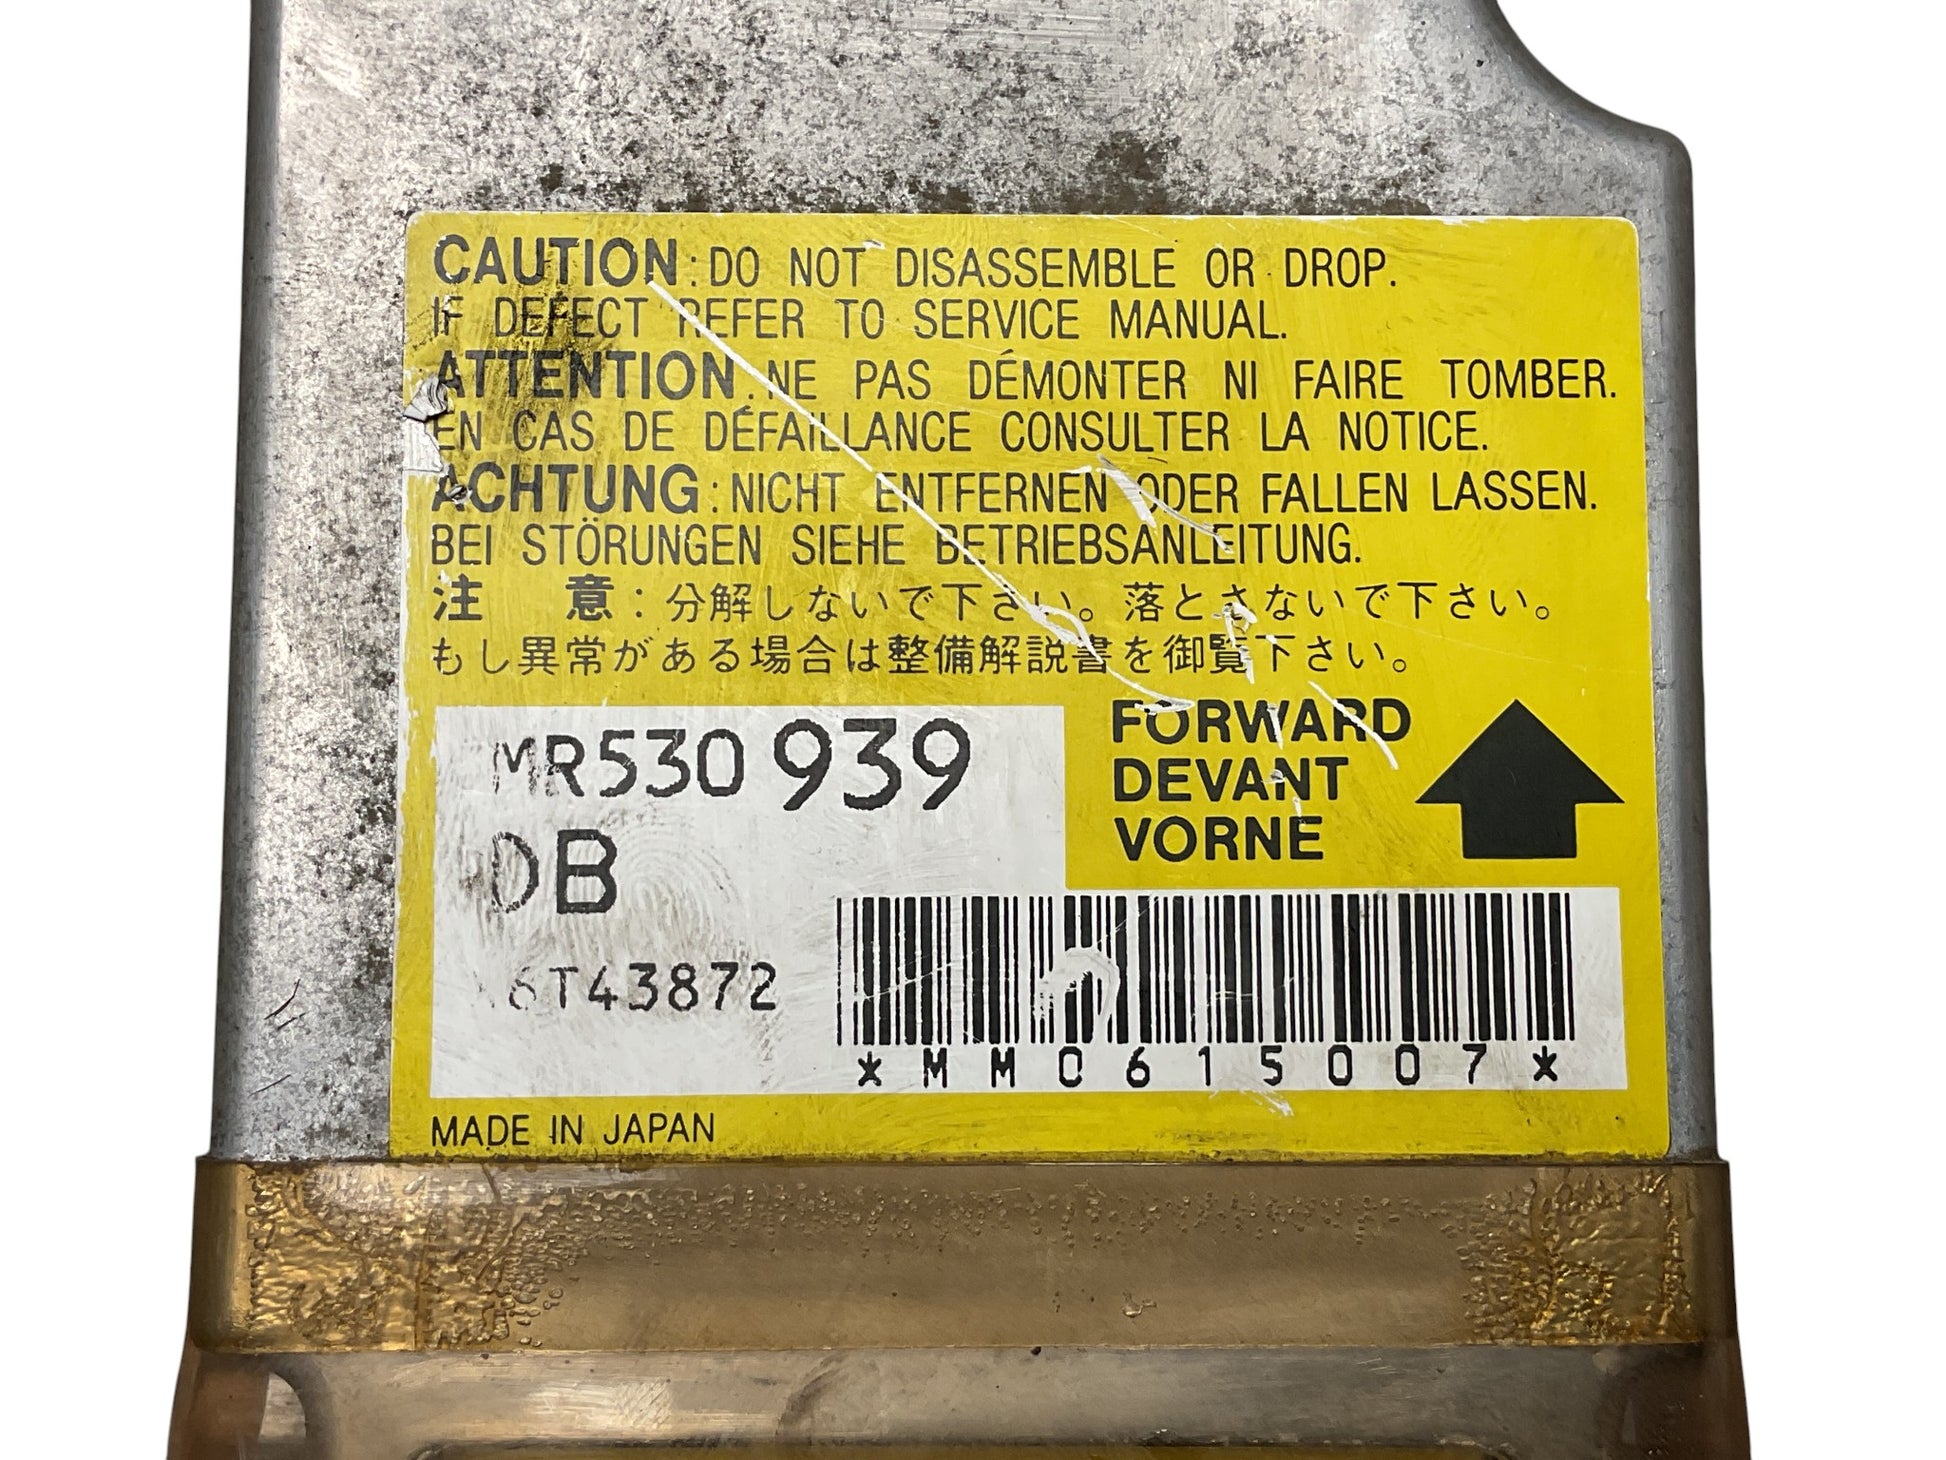 CAUTION : DO NOT DISASSEMBLE OR DROP.
IF DEFECT REFER TO SERVICE MANUAL.
ATTENTION : NE PAS DÉMONTER NI FAIRE TOMBER.
EN CAS DE DÉFAILLANCE CONSULTER LA NOTICE.
ACHTUNG : NICHT ENTFERNEN ODER FALLEN LASSEN.
BEI STÖRUNGEN SIEHE BETRIEBSANLEITUNG.
注 意 : 分解しないで下さい。落とさないで下さい。
もし異常がある場合は整備解説書を御覧下さい。
MR530939
DB
FORWARD
DEVANT
VORNE
6T43872
*MM0615007*
MADE IN JAPAN